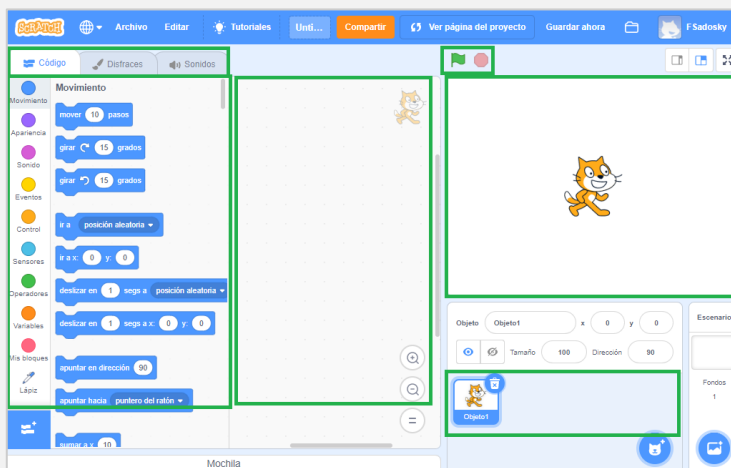 SCRATCH Archivo Editar Tutoriales Unti... Compartir Ver página del proyecto Guardar ahora FSadosky
Código Disfraces Sonidos
Movimiento
Apariencia
Sonido
Eventos
Control
Sensores
Operadores
Variables
Mis bloques
Lápiz
Movimiento
mover 10 pasos
girar 15 grados
girar 15 grados
ir a posición aleatoria
ir a x: 0 y: 0
deslizar en 1 segs a posición aleatoria
deslizar en 1 segs a x: 0 y: 0
apuntar en dirección 90
apuntar hacia puntero del ratón
sumar a x 10
Objeto Objeto1 x 0 y 0
Tamaño 100 Dirección 90
Objeto1
Escenario
Fondos
1
Mochila